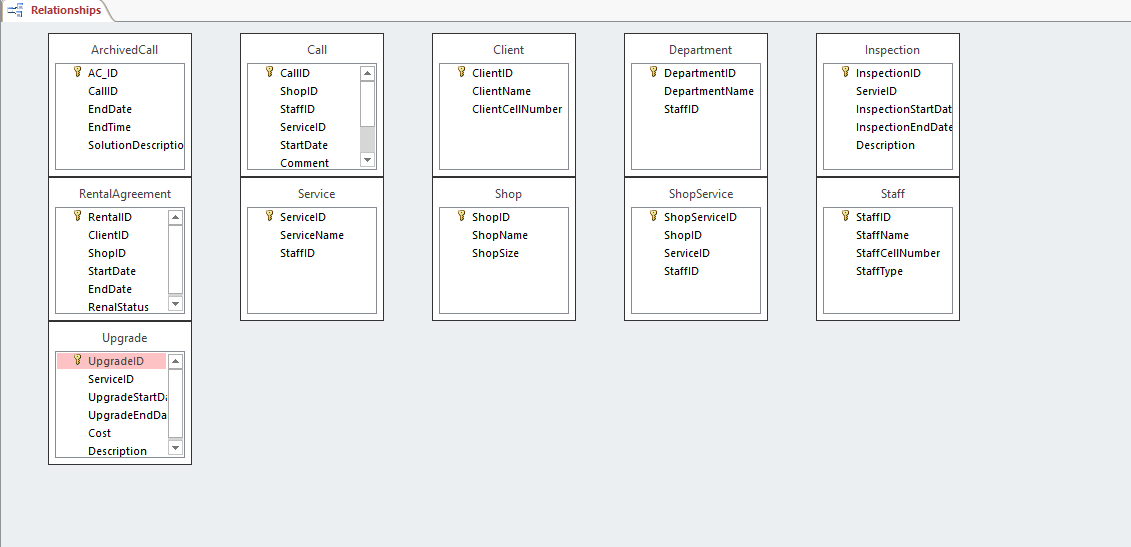 Relationships
ArchivedCall
AC_ID
CallID
EndDate
EndTime
SolutionDescriptio
Call
CallID
ShopID
StaffID
ServiceID
StartDate
Comment
Client
ClientID
ClientName
ClientCellNumber
Department
DepartmentID
DepartmentName
StaffID
Inspection
InspectionID
ServieID
InspectionStartDat
InspectionEndDate
Description
RentalAgreement
RentalID
ClientID
ShopID
StartDate
EndDate
RenalStatus
Service
ServiceID
ServiceName
StaffID
Shop
ShopID
ShopName
ShopSize
ShopService
ShopServiceID
ShopID
ServiceID
StaffID
Staff
StaffID
StaffName
StaffCellNumber
StaffType
Upgrade
UpgradeID
ServiceID
UpgradeStartDa
UpgradeEndDa
Cost
Description